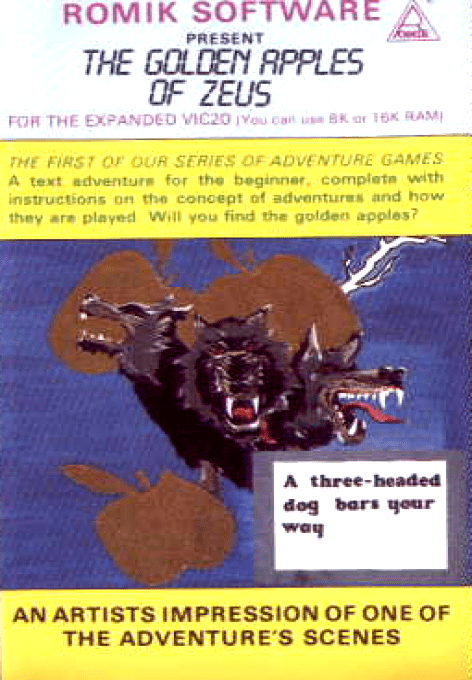 ROMIK SOFTWARE
PRESENT
THE GOLDEN APPLES
OF ZEUS
FOR THE EXPANDED VIC20 (You can use 8K or 16K RAM)
THE FIRST OF OUR SERIES OF ADVENTURE GAMES
A text adventure for the beginner, complete with
instructions on the concept of adventures and how
they are played Will you find the golden apples?
A three-headed
dog bars your
way
AN ARTISTS IMPRESSION OF ONE OF
THE ADVENTURE'S SCENES